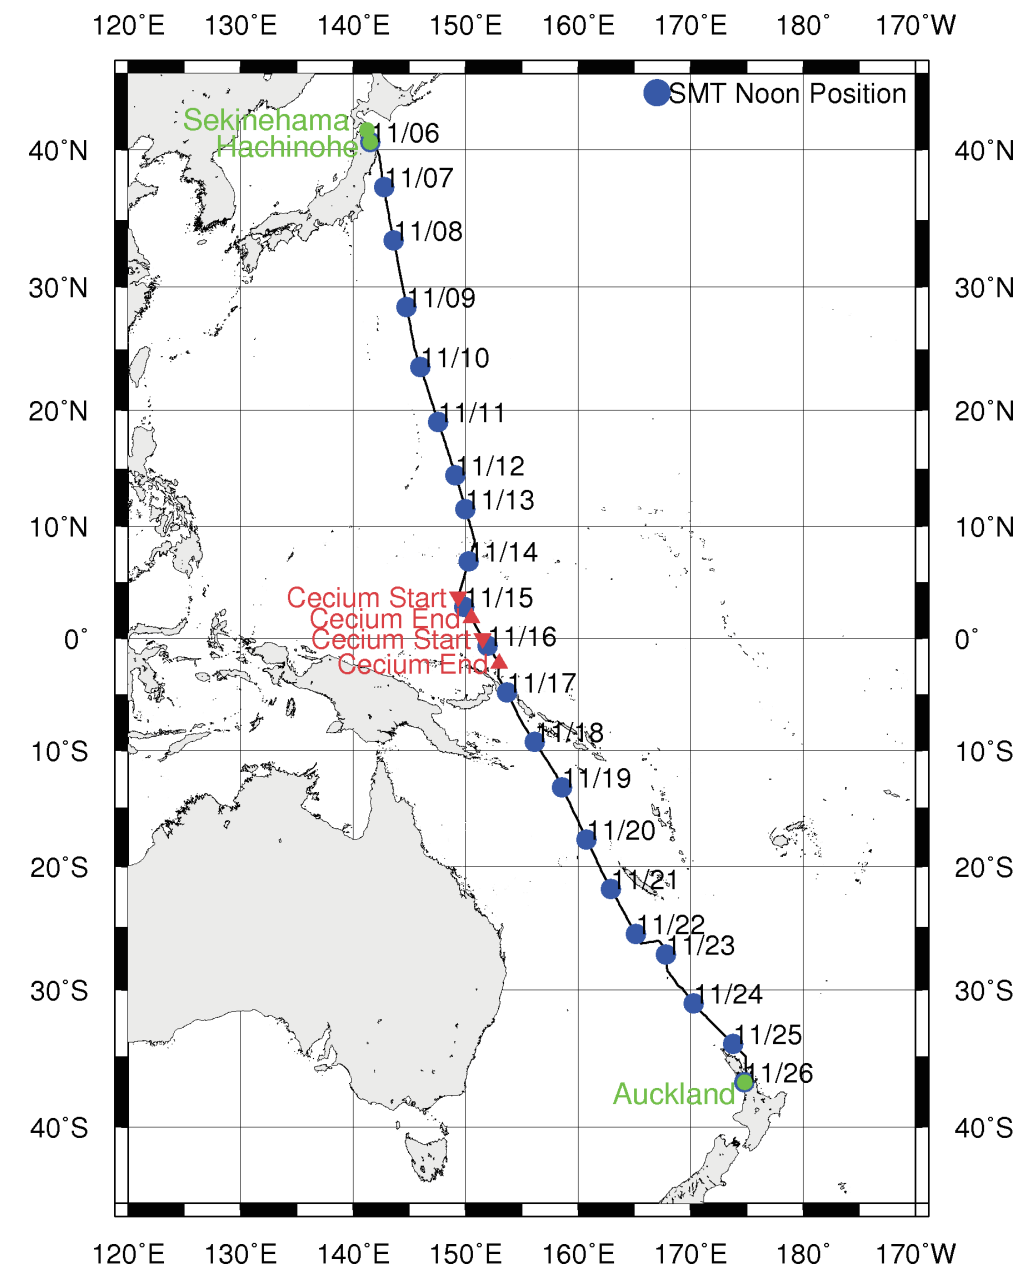 120°E 130°E 140°E 150°E 160°E 170°E 180° 170°W
SMT Noon Position
Sekinehama
11/06
Hachinohe
40°N 40°N
11/07
11/08
30°N 30°N
11/09
11/10
20°N 20°N
11/11
11/12
11/13
10°N 10°N
11/14
Cecium Start 11/15
Cecium End
0° Cecium Start 11/16 0°
Cecium End
11/17
11/18
10°S 10°S
11/19
11/20
20°S 20°S
11/21
11/22
11/23
30°S 11/24 30°S
11/25
11/26
Auckland
40°S 40°S
120°E 130°E 140°E 150°E 160°E 170°E 180° 170°W